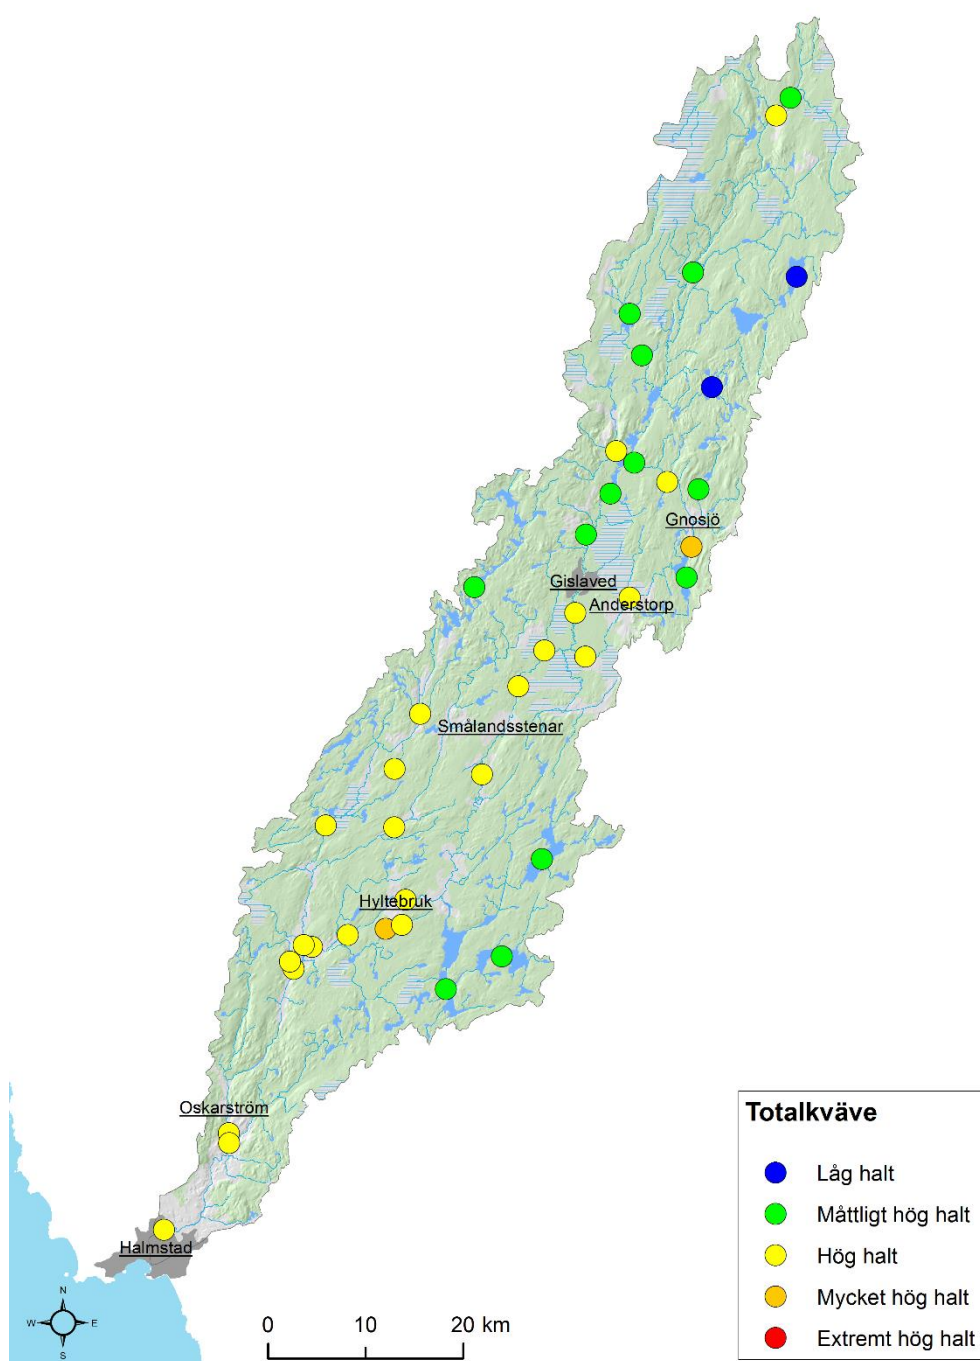 Gnosjö
Gislaved
Anderstorp
Smålandsstenar
Hyltebruk
Oskarström
Halmstad
N
W E
S
0 10 20 km
Totalkväve
Låg halt
Måttligt hög halt
Hög halt
Mycket hög halt
Extremt hög halt